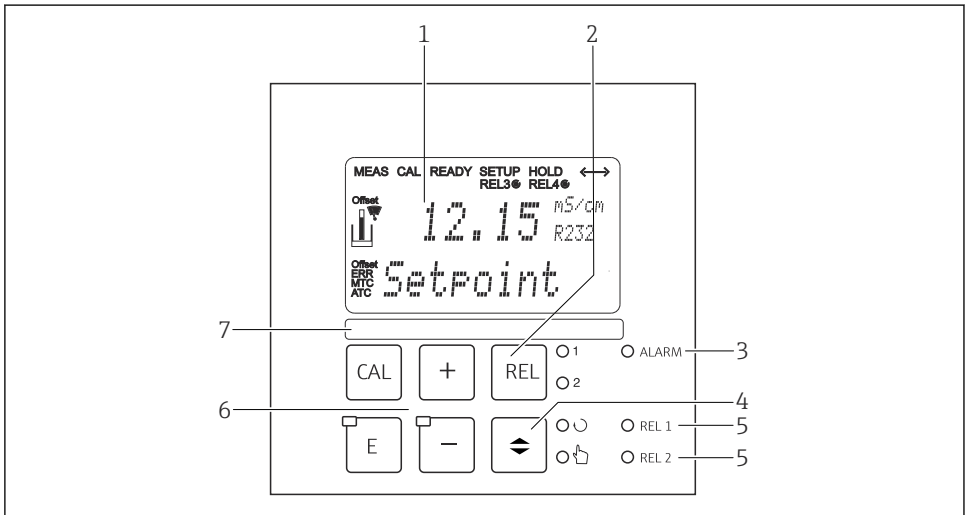 1 2
MEAS CAL READY SETUP HOLD
REL3 REL4
Offset
12.15 mS/cm
R232
Offset
ERR
MTC
ATC
Setpoint
7
CAL + REL 1 ALARM 3
2
6 4
E − REL 1 5
REL 2 5